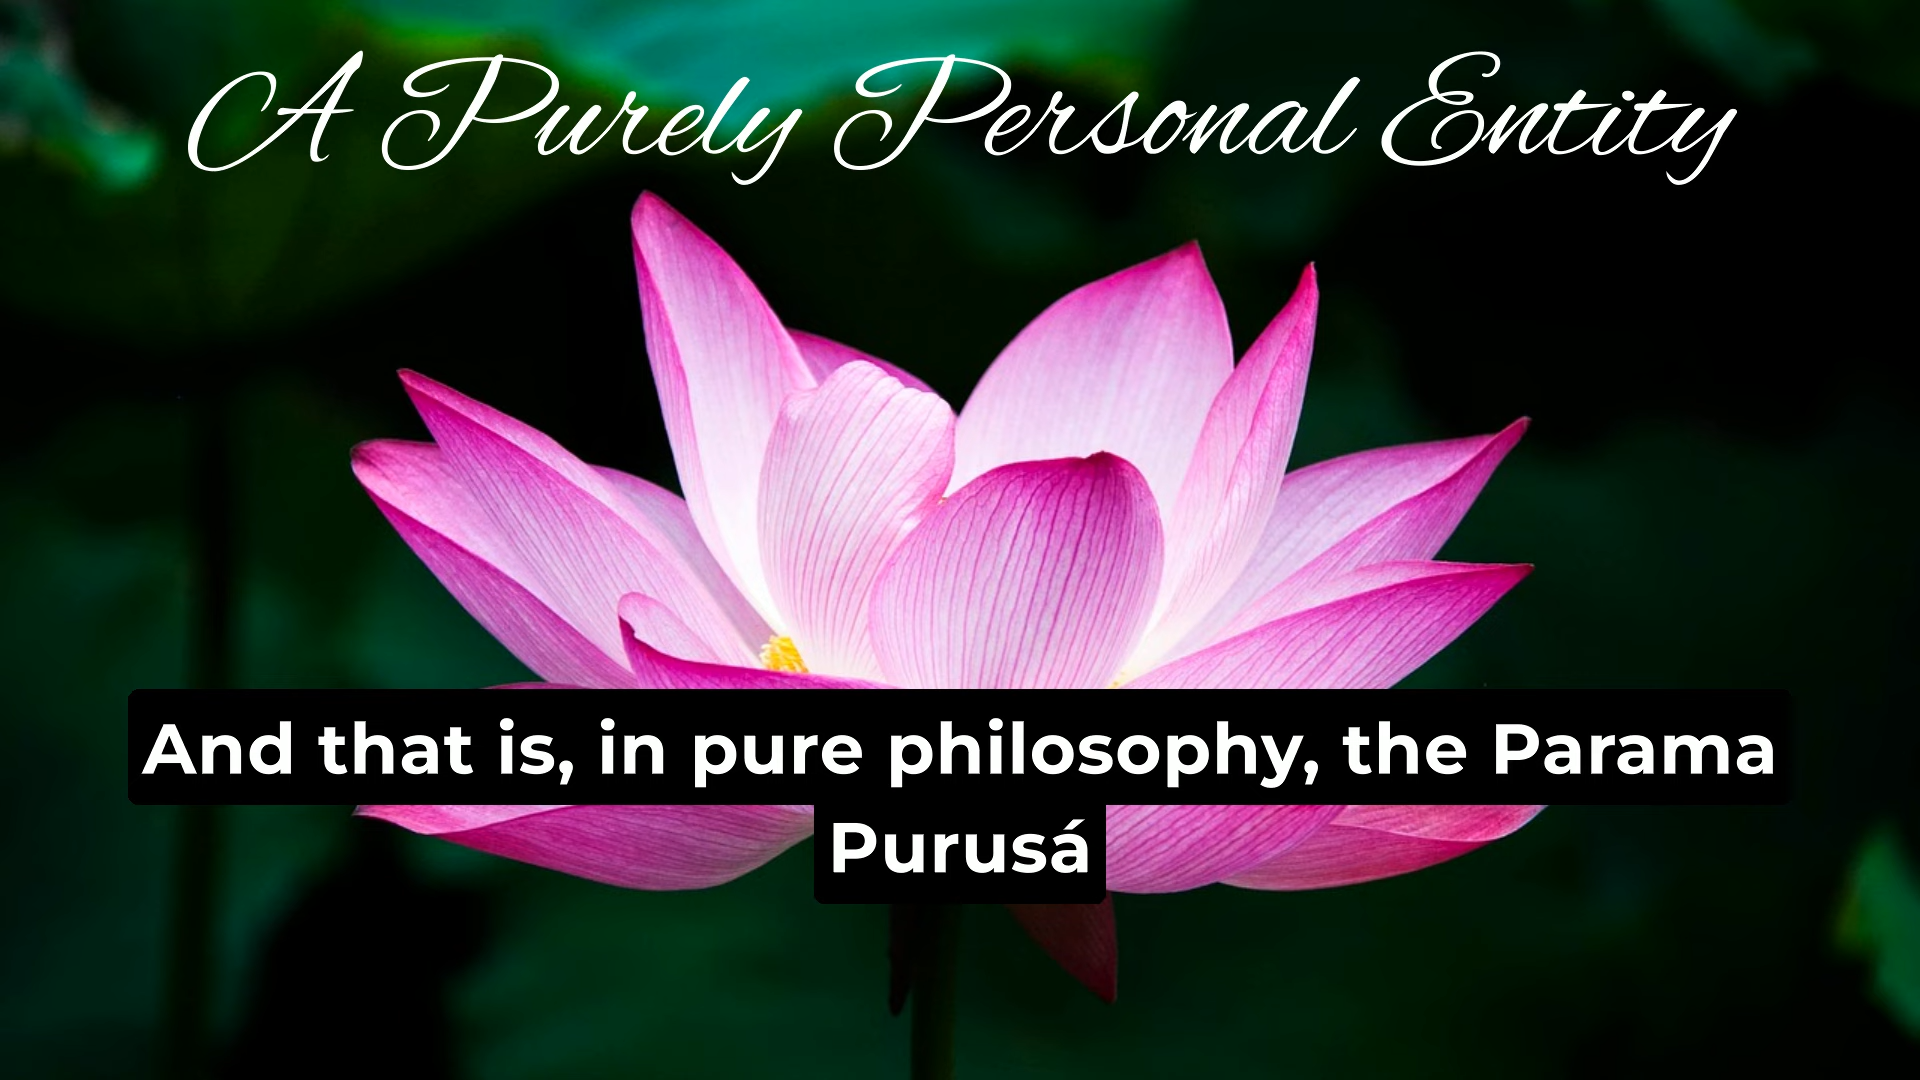 A Purely Personal Entity
And that is, in pure philosophy, the Parama
Purusá